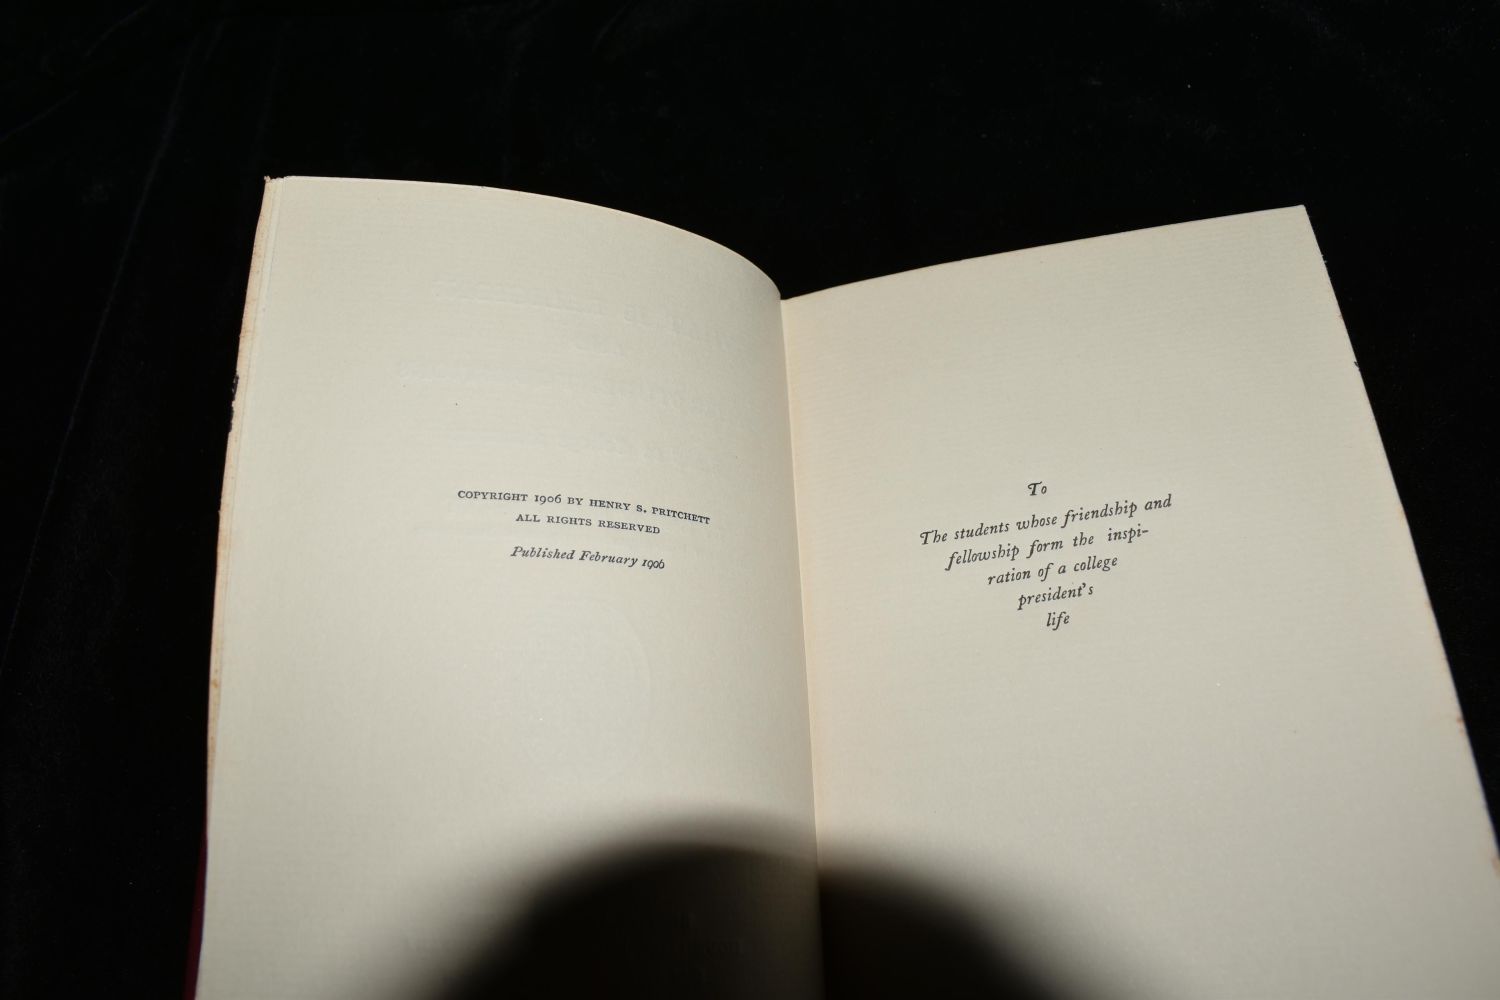 COPYRIGHT 1906 BY HENRY S. PRITCHETT
ALL RIGHTS RESERVED
Published February 1906
To
The students whose friendship and
fellowship form the inspi-
ration of a college
president's
life